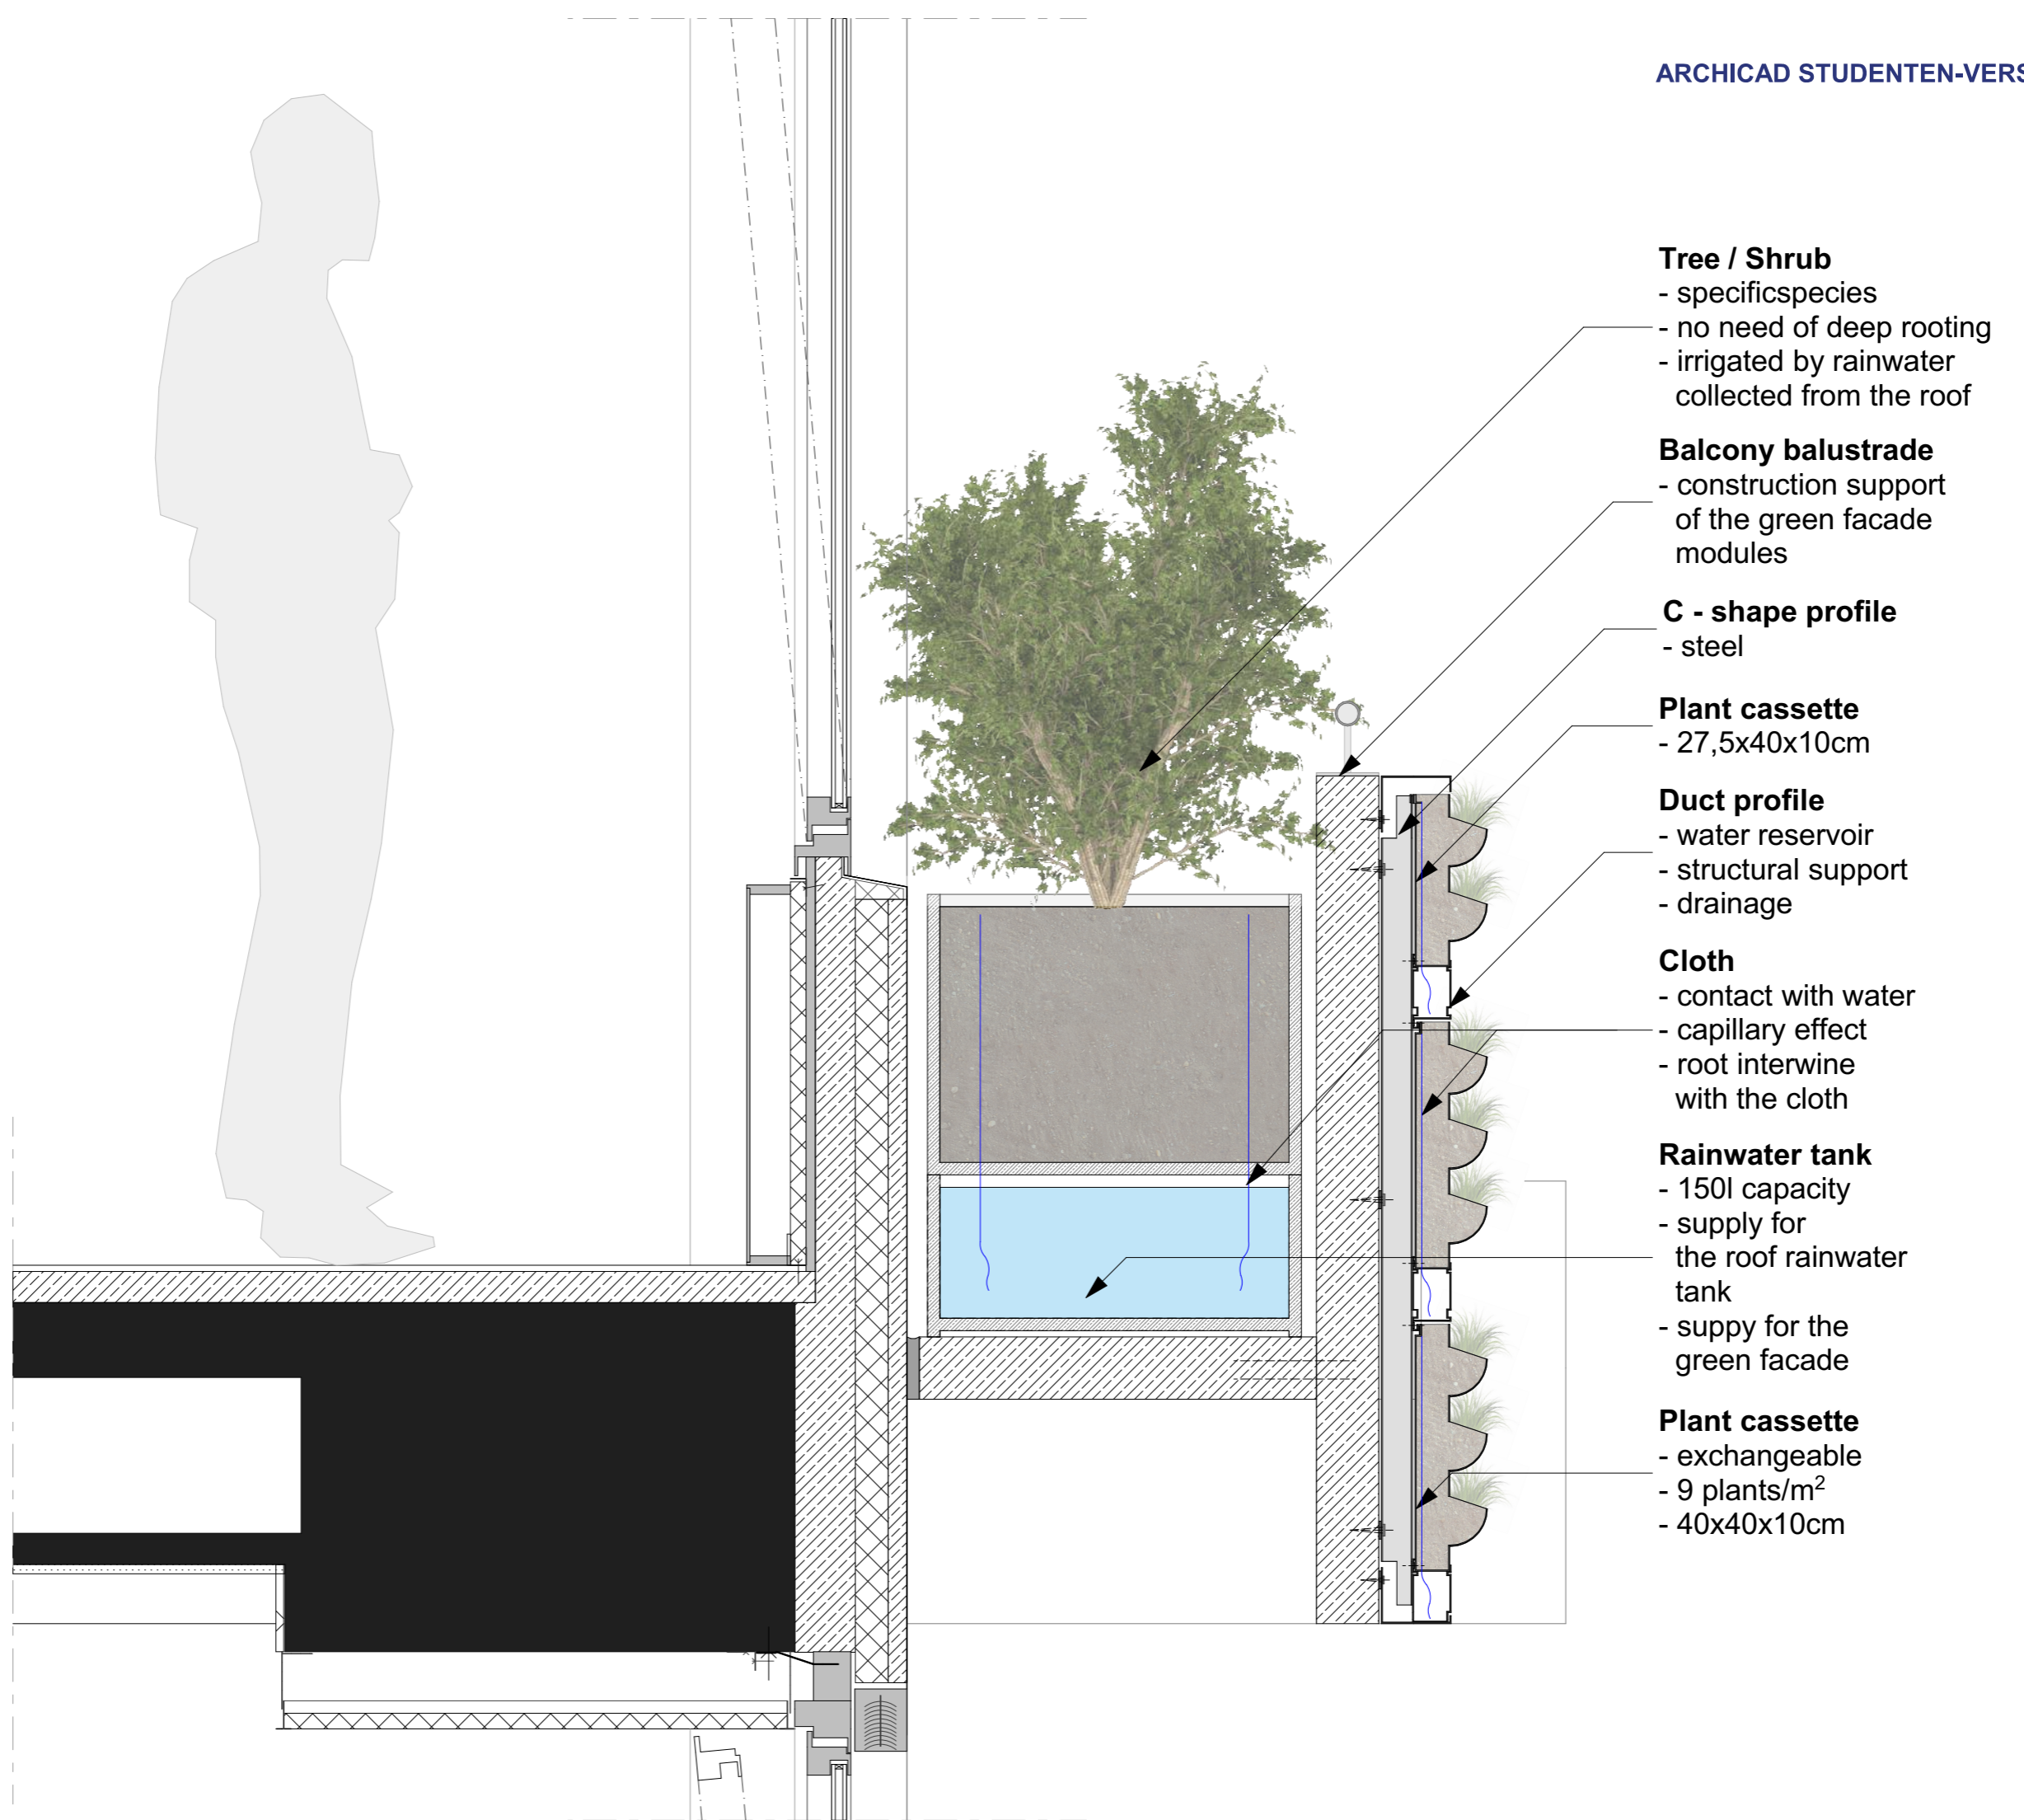 ARCHICAD STUDENTEN-VERS
Tree / Shrub
- specificspecies
- no need of deep rooting
- irrigated by rainwater
collected from the roof
Balcony balustrade
- construction support
of the green facade
modules
C - shape profile
- steel
Plant cassette
- 27,5x40x10cm
Duct profile
- water reservoir
- structural support
- drainage
Cloth
- contact with water
- capillary effect
- root interwine
with the cloth
Rainwater tank
- 150l capacity
- supply for
the roof rainwater
tank
- suppy for the
green facade
Plant cassette
- exchangeable
- 9 plants/m²
- 40x40x10cm